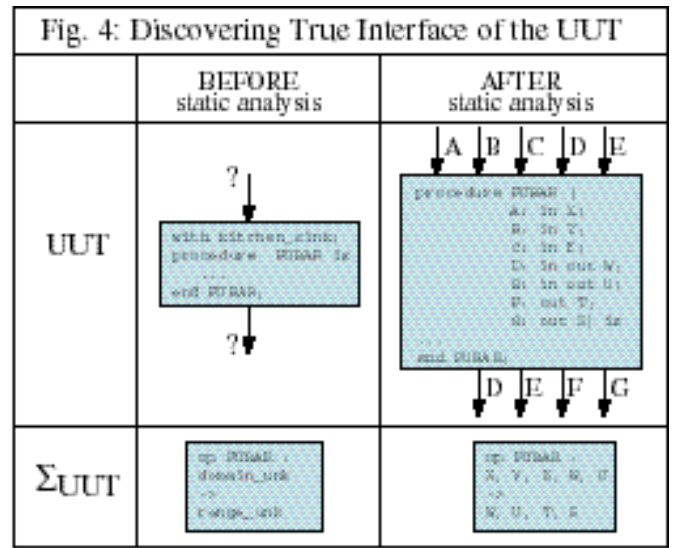 Fig. 4: Discovering True Interface of the UUT
BEFORE
static analysis
AFTER
static analysis
UUT
?
with kitchen_sink;
procedure FUBAR is
...
end FUBAR;
?
A B C D E
procedure FUBAR (
A: in X;
B: in Y;
C: in
D: in out W;
E: in out U;
F: out T;
G: out S) is
...
end FUBAR;
D E F G
ΣUUT
op FUBAR :
domain_unk
->
range_unk
op FUBAR :
X, Y, W, U
->
W, U, T, S